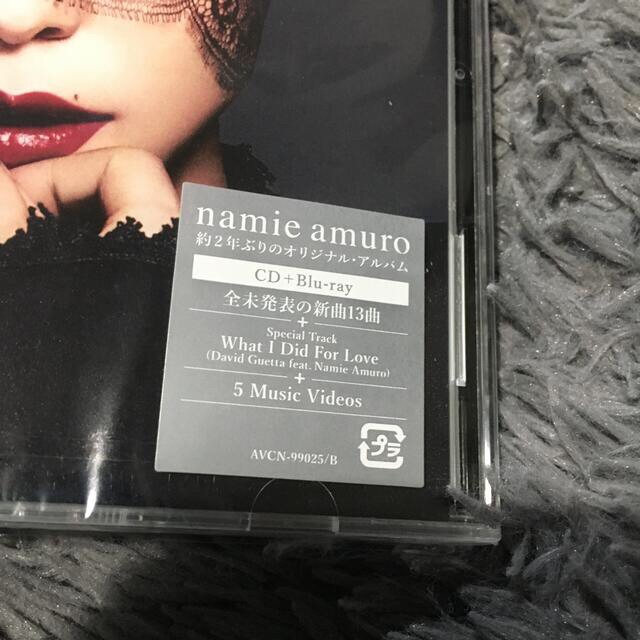 namie amuro
約2年ぶりのオリジナル・アルバム
CD+Blu-ray
全未発表の新曲13曲
+
Special Track
What I Did For Love
(David Guetta feat. Namie Amuro)
+
5 Music Videos
プラ
AVCN-99025/B